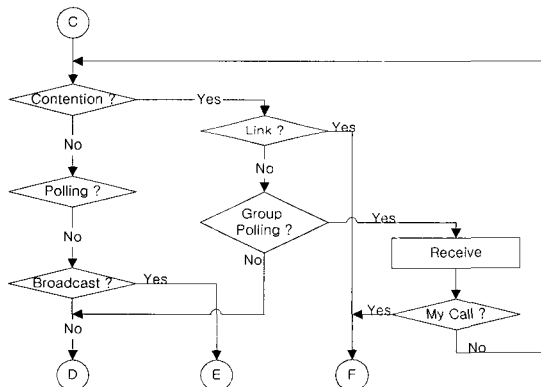 C
Contention ?
Yes
Link ?
Yes
No
No
Polling ?
Group
Polling ?
Yes
No
No
Receive
Broadcast ?
Yes
My Call ?
Yes
No
No
D
E
F